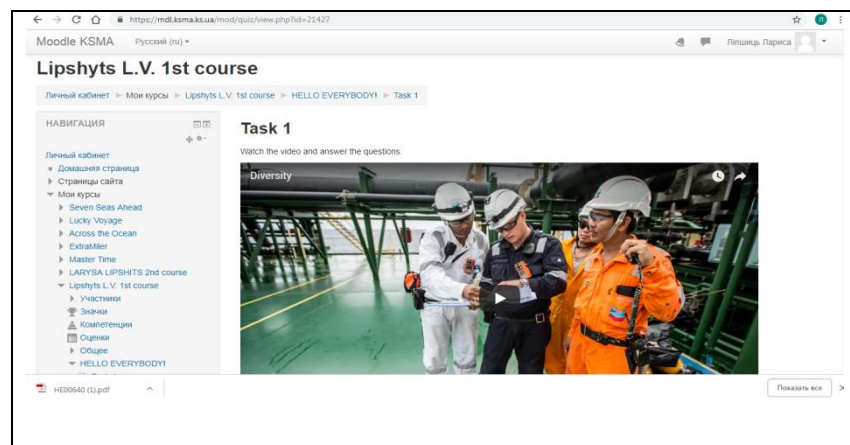 https://mdl.ksma.ks.ua/mod/quiz/view.php?id=21427
п
Moodle KSMA
Русский (ru)
Ліпшиць Лариса
Lipshyts L.V. 1st course
Личный кабинет
Мои курсы
Lipshyts L.V. 1st course
HELLO EVERYBODY!
Task 1
НАВИГАЦИЯ
Личный кабинет
Домашняя страница
Страницы сайта
Мои курсы
Seven Seas Ahead
Lucky Voyage
Across the Ocean
ExtraMiler
Master Time
LARYSA LIPSHITS 2nd course
Lipshyts L.V. 1st course
Участники
Значки
Компетенции
Оценки
Общее
HELLO EVERYBODY!
Task 1
Watch the video and answer the questions.
Diversity
HE00640 (1).pdf
Показать все